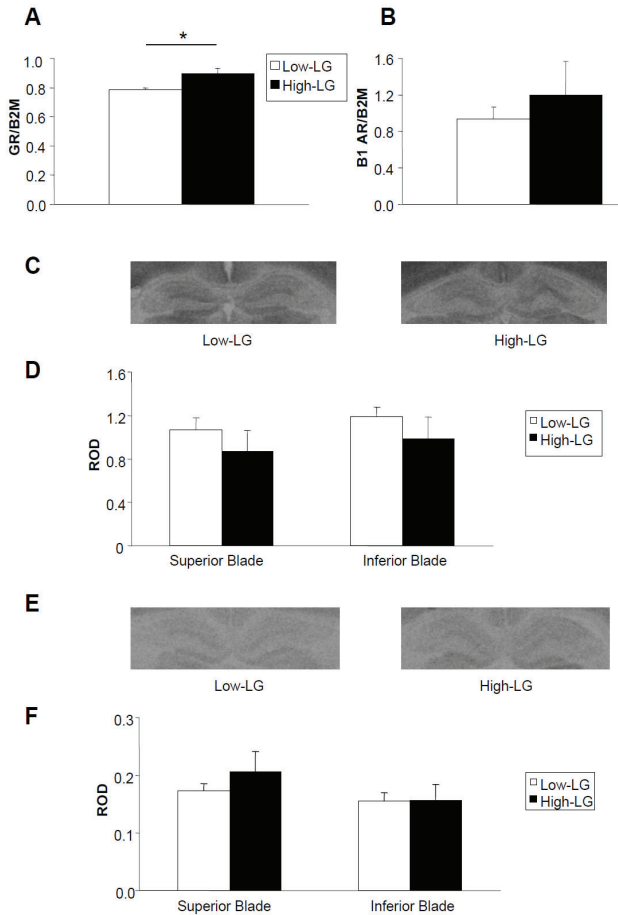 A
*
Low-LG
High-LG
GR/B2M
1.0
0.8
0.6
0.4
0.2
0.0
B
B1 AR/B2M
1.6
1.2
0.8
0.4
0.0
C
Low-LG
High-LG
D
ROD
1.6
1.2
0.8
0.4
0
Superior Blade
Inferior Blade
Low-LG
High-LG
E
Low-LG
High-LG
F
ROD
0.3
0.2
0.1
0.0
Superior Blade
Inferior Blade
Low-LG
High-LG